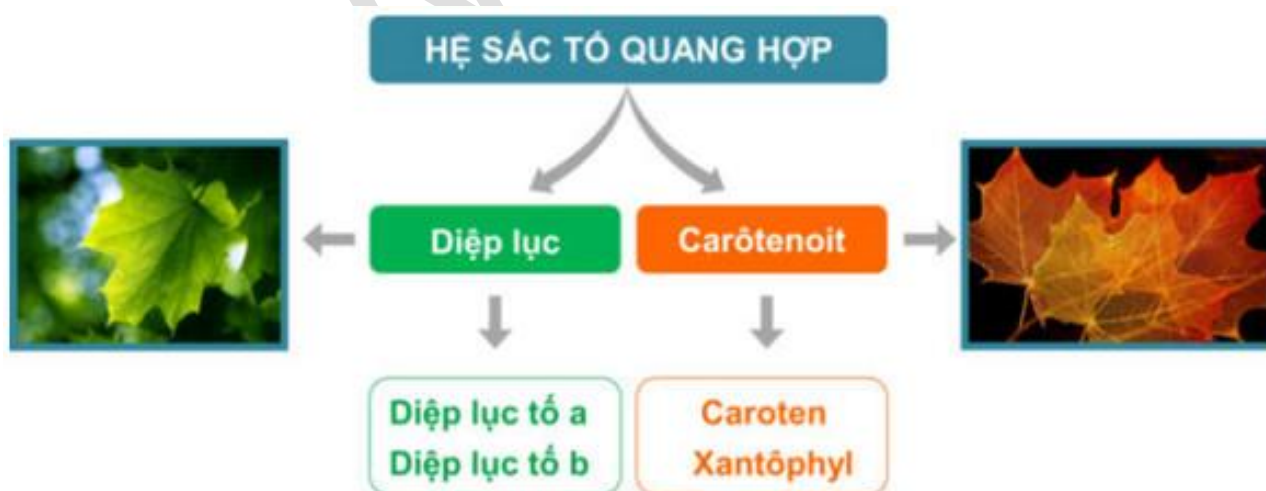 HỆ SẮC TỐ QUANG HỢP
Diệp lục
Carôtenoit
Diệp lục tố a
Diệp lục tố b
Caroten
Xantôphyl